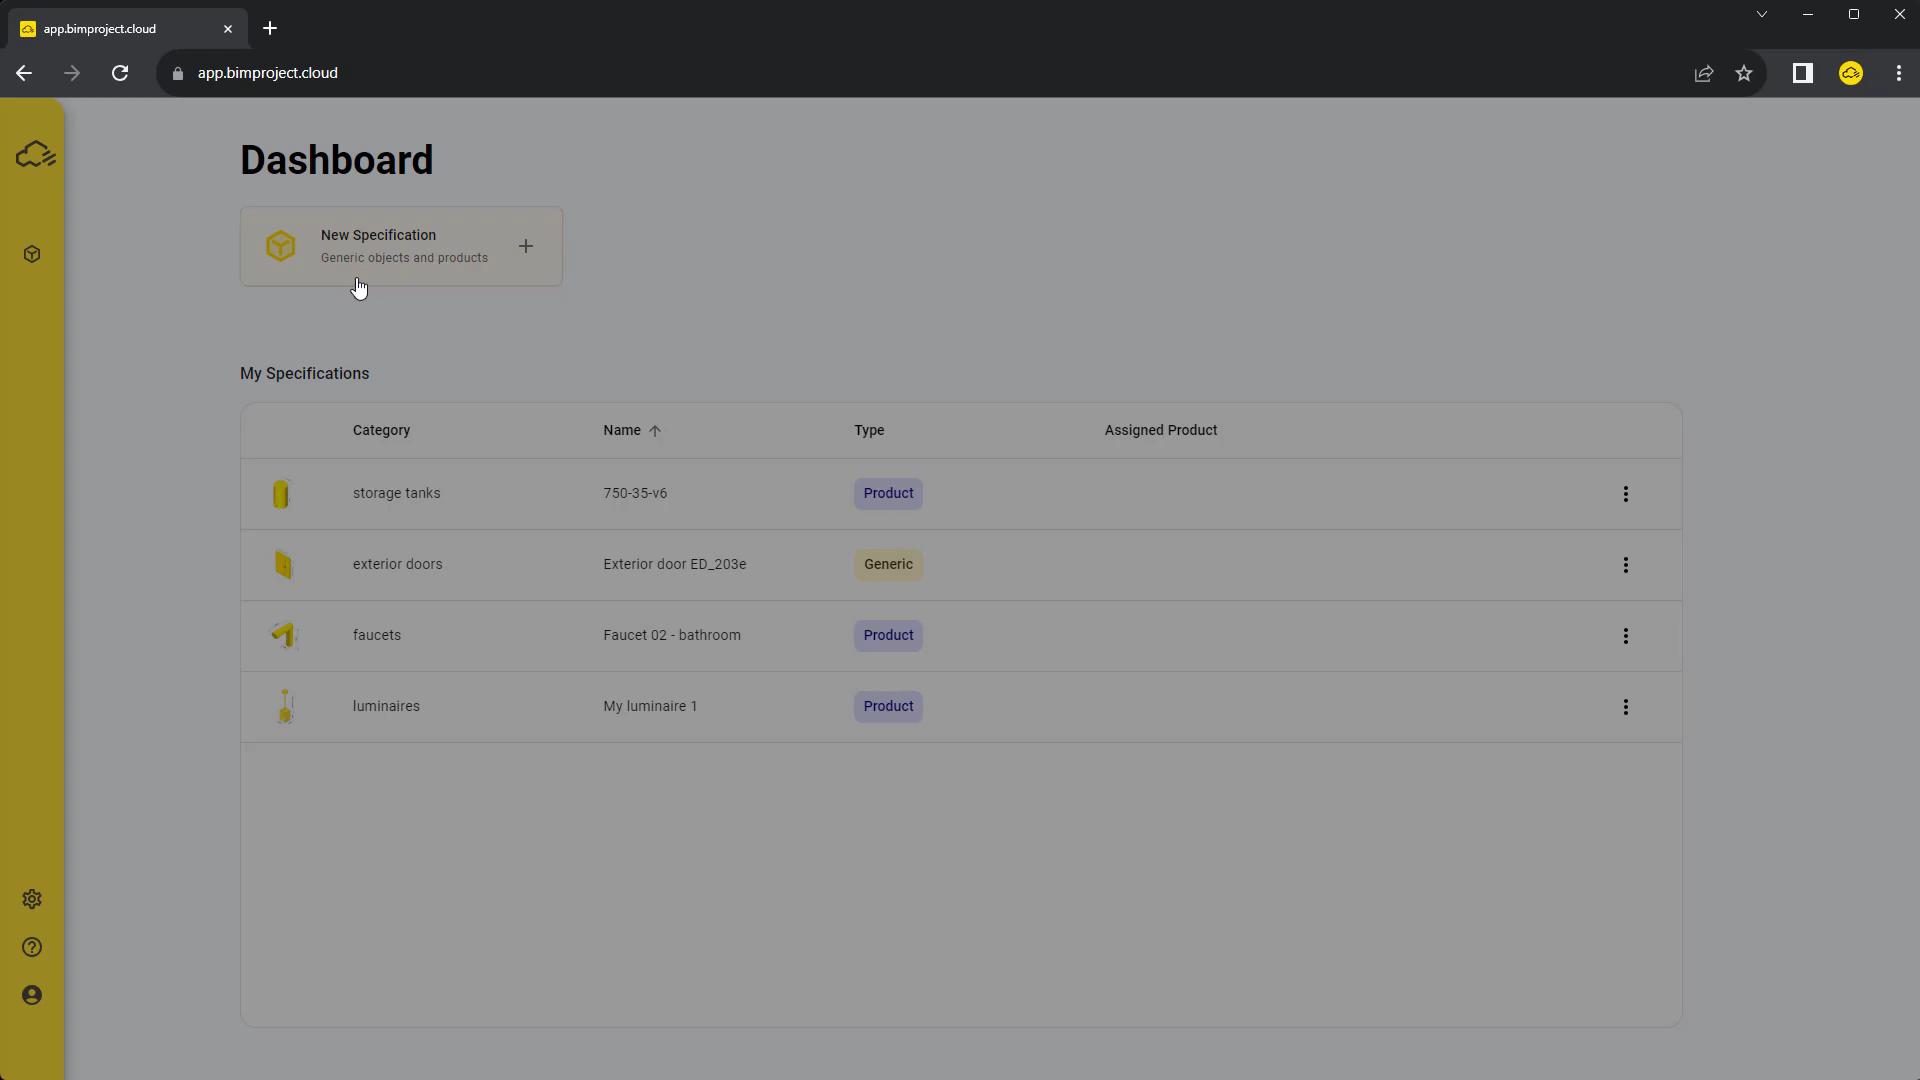 app.bimproject.cloud
app.bimproject.cloud
Dashboard
New Specification
Generic objects and products
My Specifications
Category Name Type Assigned Product
storage tanks 750-35-v6 Product
exterior doors Exterior door ED_203e Generic
faucets Faucet 02 - bathroom Product
luminaires My luminaire 1 Product